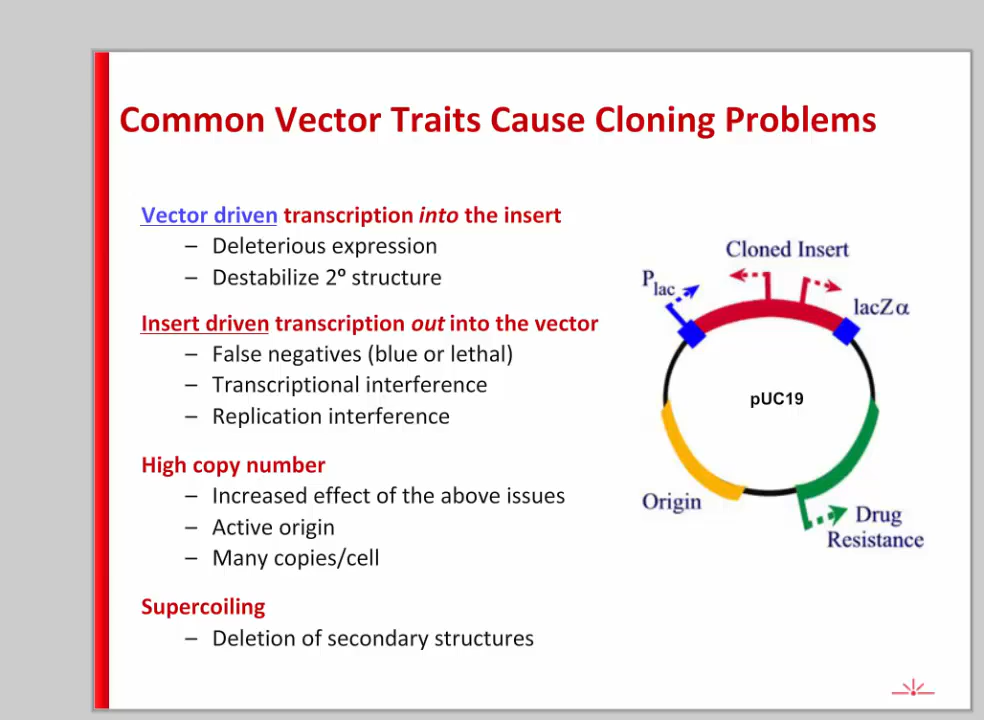 Common Vector Traits Cause Cloning Problems
Vector driven transcription into the insert
– Deleterious expression
– Destabilize 2º structure
Insert driven transcription out into the vector
– False negatives (blue or lethal)
– Transcriptional interference
– Replication interference
High copy number
– Increased effect of the above issues
– Active origin
– Many copies/cell
Supercoiling
– Deletion of secondary structures
Cloned Insert
Plac
lacZα
pUC19
Origin
Drug
Resistance